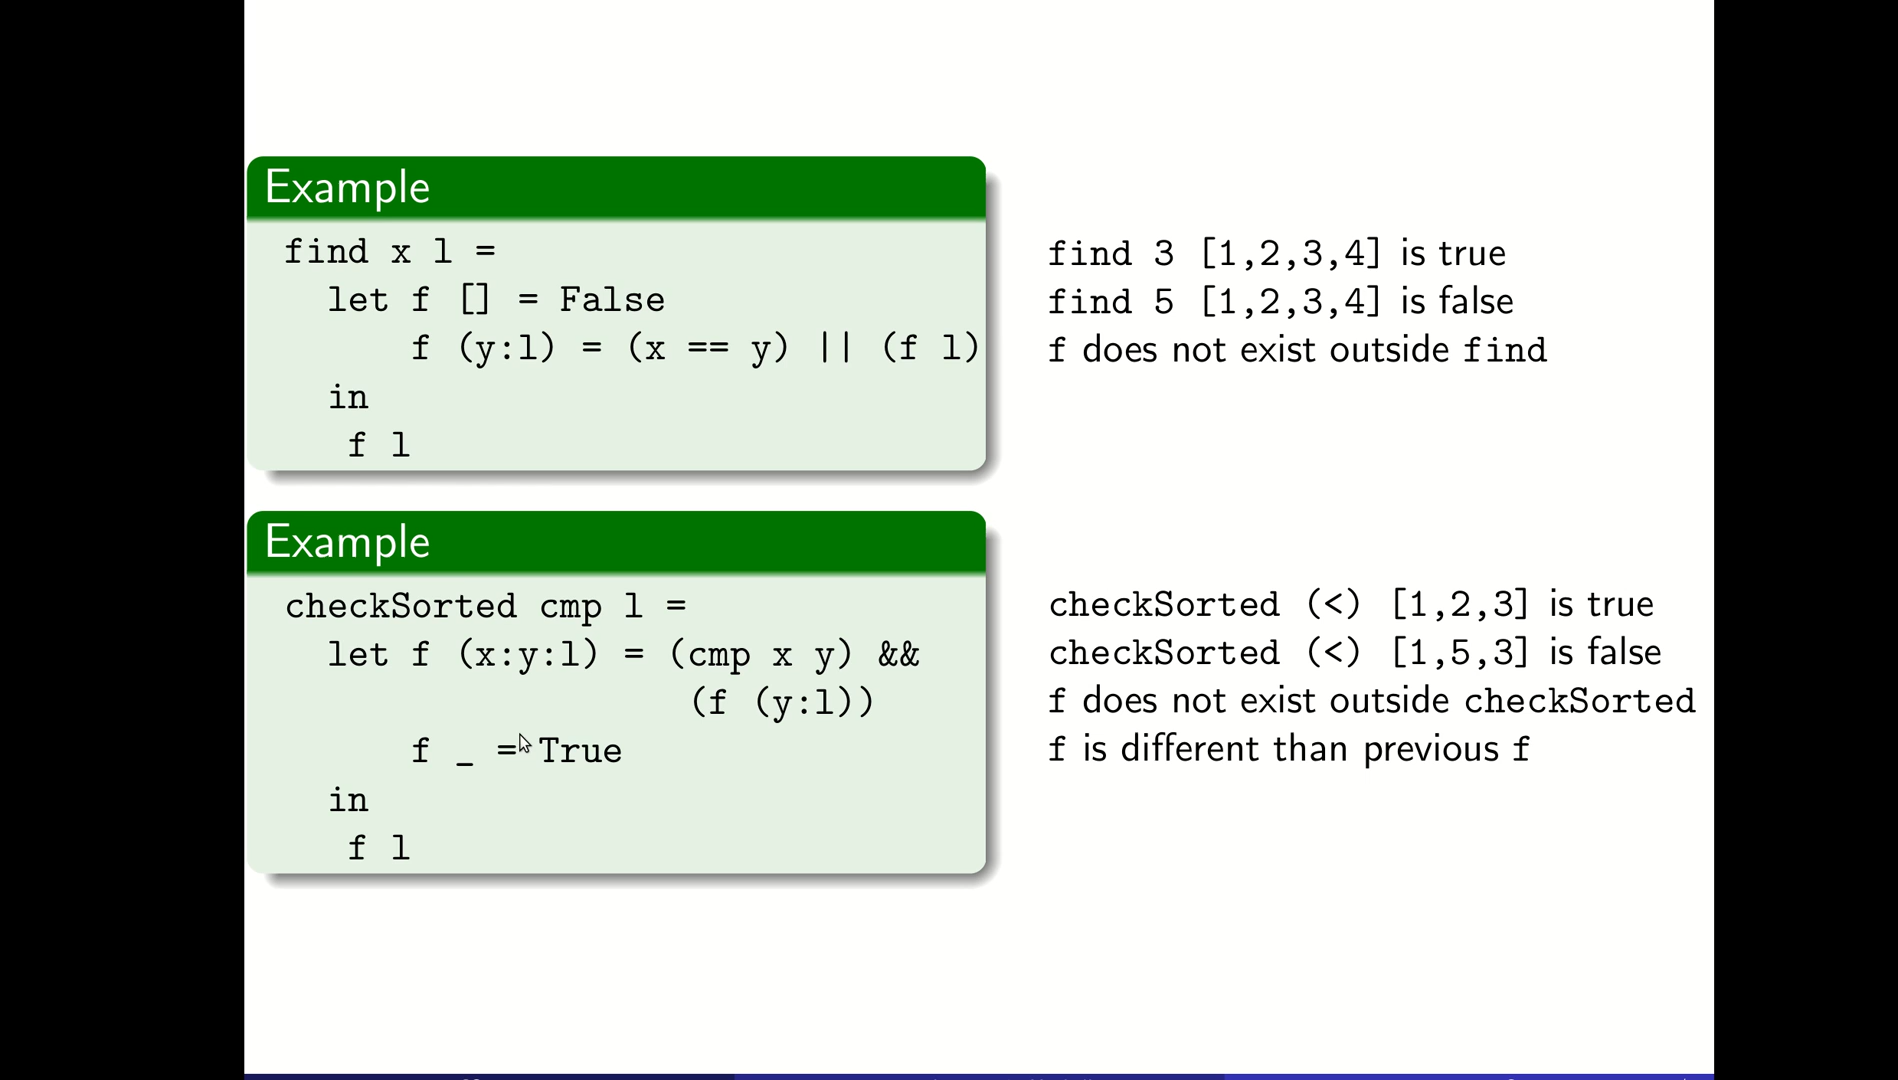 Example
find x l =
let f [] = False
f (y:l) = (x == y) || (f l)
in
f l
find 3 [1,2,3,4] is true
find 5 [1,2,3,4] is false
f does not exist outside find
Example
checkSorted cmp l =
let f (x:y:l) = (cmp x y) &&
(f (y:l))
f _ = True
in
f l
checkSorted (<) [1,2,3] is true
checkSorted (<) [1,5,3] is false
f does not exist outside checkSorted
f is different than previous f